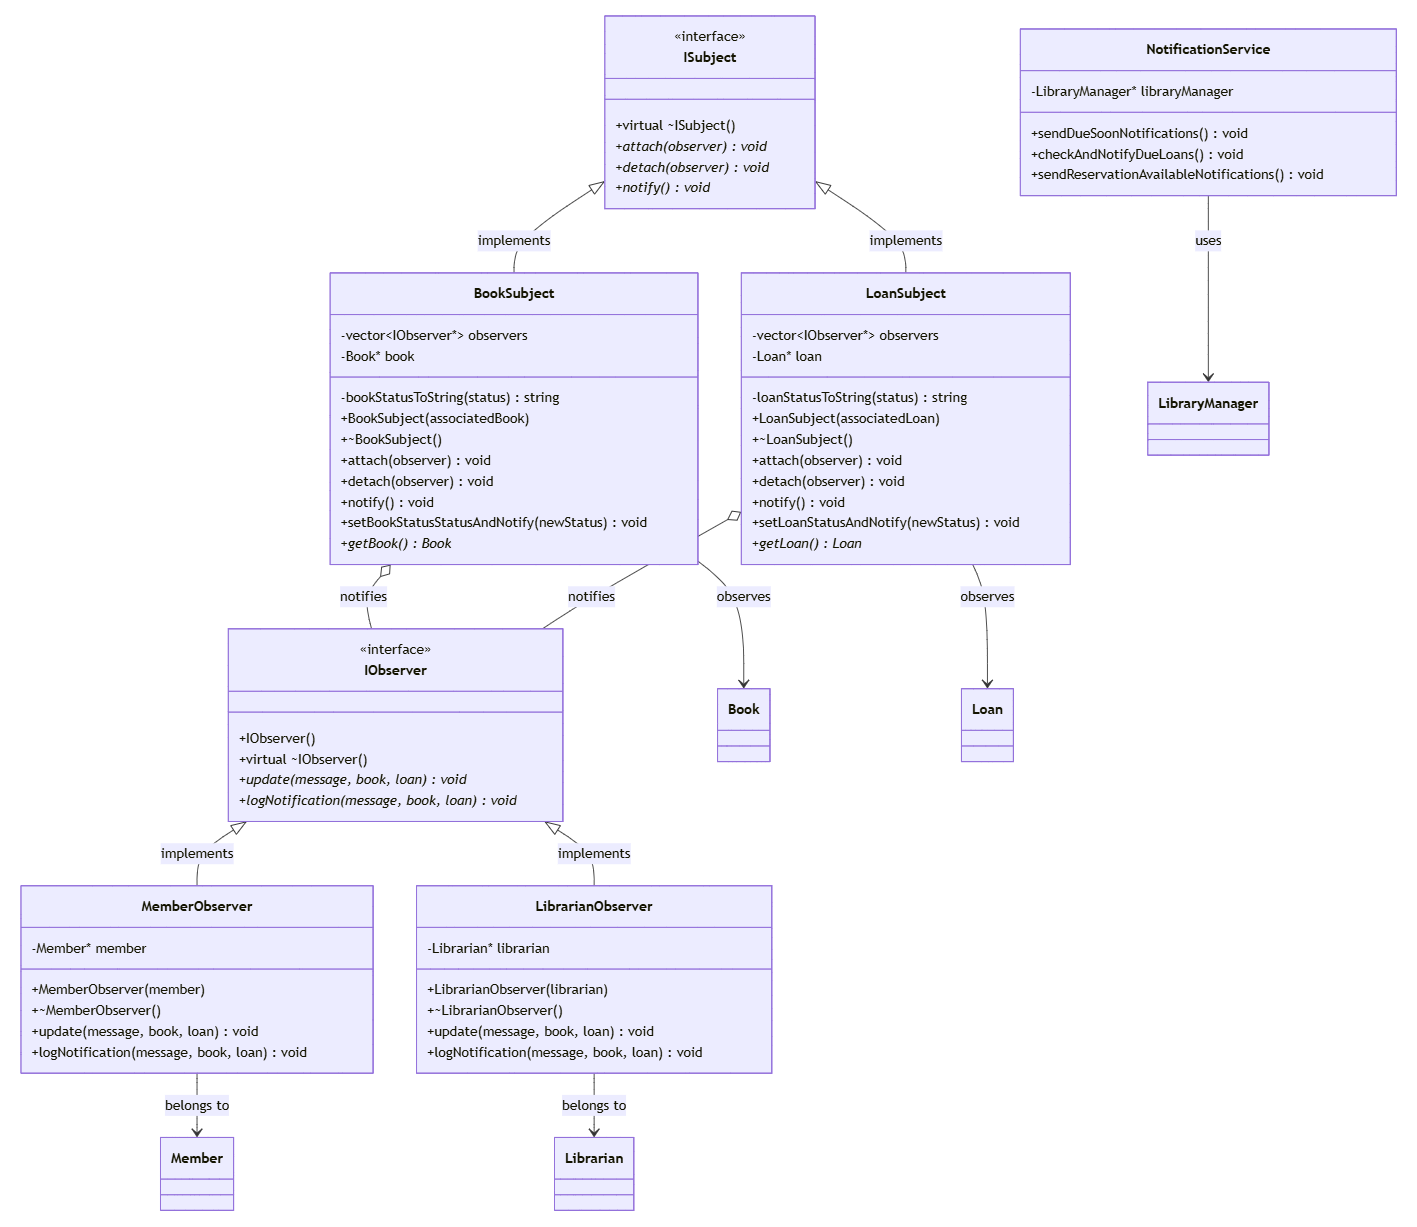 «interface»
ISubject
+virtual ~ISubject()
+attach(observer) : void
+detach(observer) : void
+notify() : void
NotificationService
-LibraryManager* libraryManager
+sendDueSoonNotifications() : void
+checkAndNotifyDueLoans() : void
+sendReservationAvailableNotifications() : void
implements
implements
uses
BookSubject
-vector<IObserver*> observers
-Book* book
-bookStatusToString(status) : string
+BookSubject(associatedBook)
+~BookSubject()
+attach(observer) : void
+detach(observer) : void
+notify() : void
+setBookStatusStatusAndNotify(newStatus) : void
+getBook() : Book
LoanSubject
-vector<IObserver*> observers
-Loan* loan
-loanStatusToString(status) : string
+LoanSubject(associatedLoan)
+~LoanSubject()
+attach(observer) : void
+detach(observer) : void
+notify() : void
+setLoanStatusAndNotify(newStatus) : void
+getLoan() : Loan
LibraryManager
notifies
notifies
observes
observes
«interface»
IObserver
+IObserver()
+virtual ~IObserver()
+update(message, book, loan) : void
+logNotification(message, book, loan) : void
Book
Loan
implements
implements
MemberObserver
-Member* member
+MemberObserver(member)
+~MemberObserver()
+update(message, book, loan) : void
+logNotification(message, book, loan) : void
LibrarianObserver
-Librarian* librarian
+LibrarianObserver(librarian)
+~LibrarianObserver()
+update(message, book, loan) : void
+logNotification(message, book, loan) : void
belongs to
belongs to
Member
Librarian